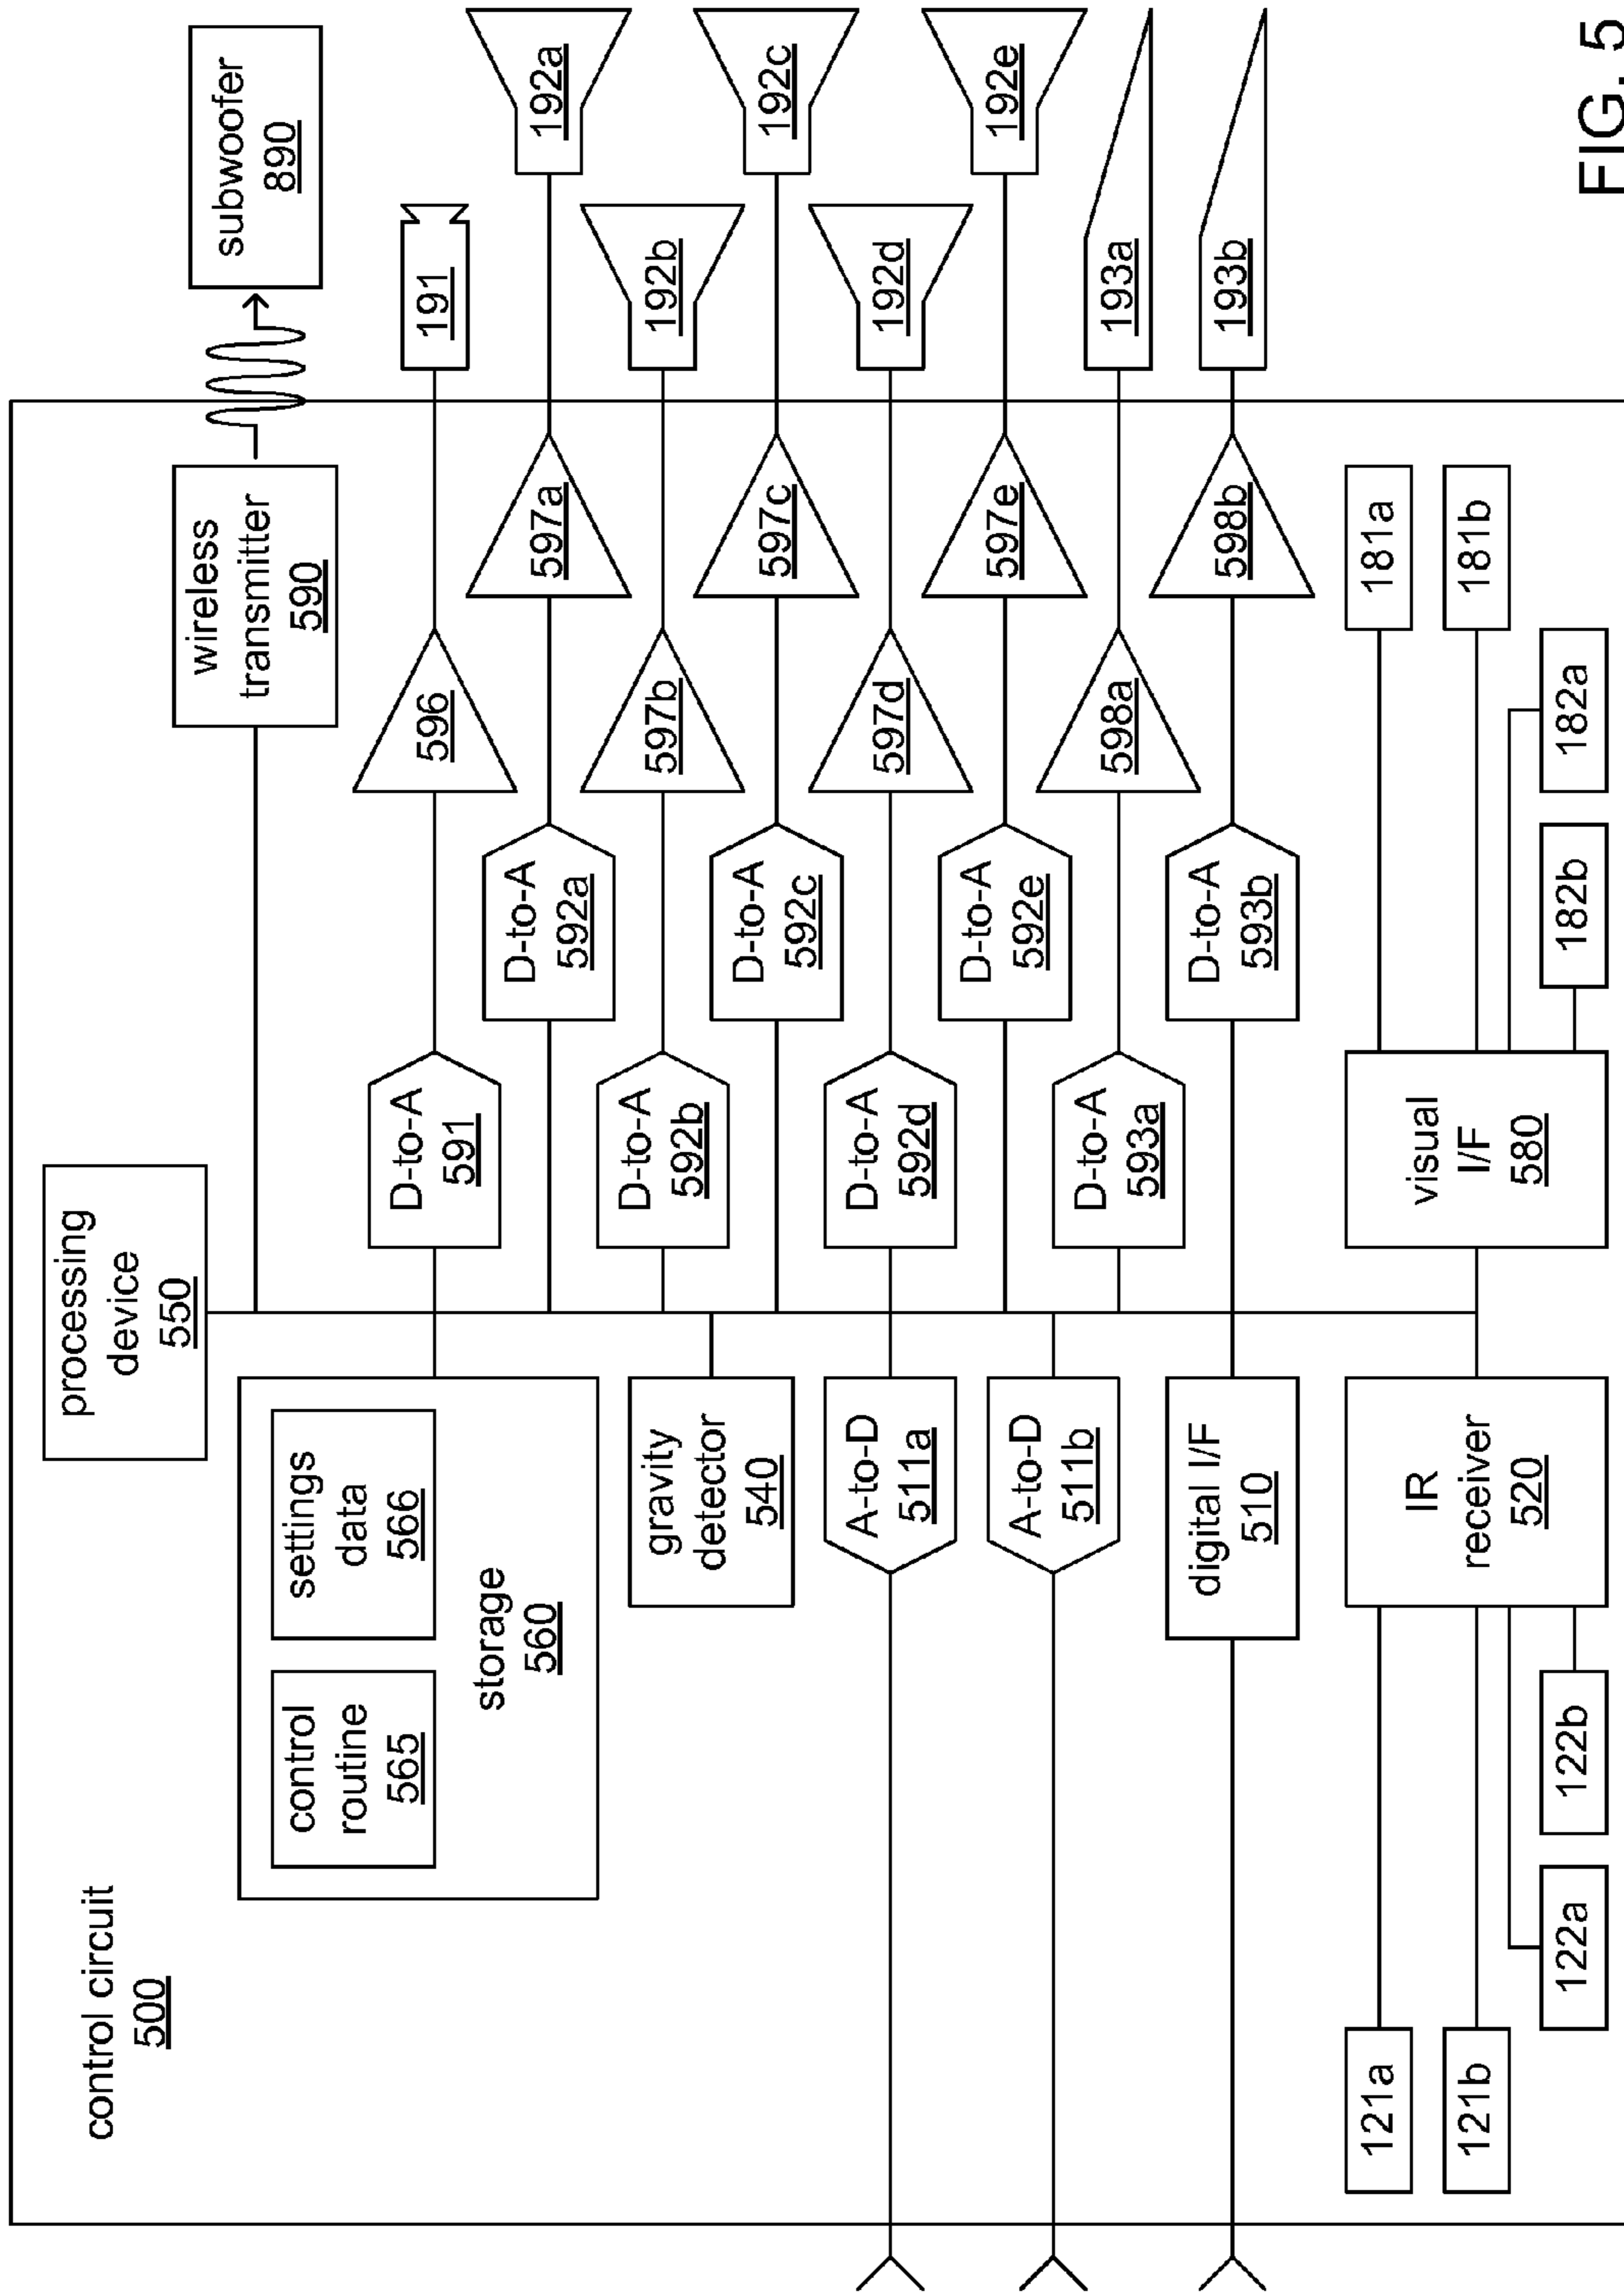 control circuit
500
processing
device
550
wireless
transmitter
590
subwoofer
890
control
routine
565
settings
data
566
storage
560
gravity
detector
540
A-to-D
511a
A-to-D
511b
digital I/F
510
IR
receiver
520
121a
121b
122a
122b
D-to-A
591
596
191
D-to-A
592a
597a
192a
D-to-A
592b
597b
192b
D-to-A
592c
597c
192c
D-to-A
592d
597d
192d
D-to-A
592e
597e
192e
D-to-A
593a
598a
193a
D-to-A
593b
598b
193b
visual
I/F
580
181a
181b
182b
182a
FIG. 5